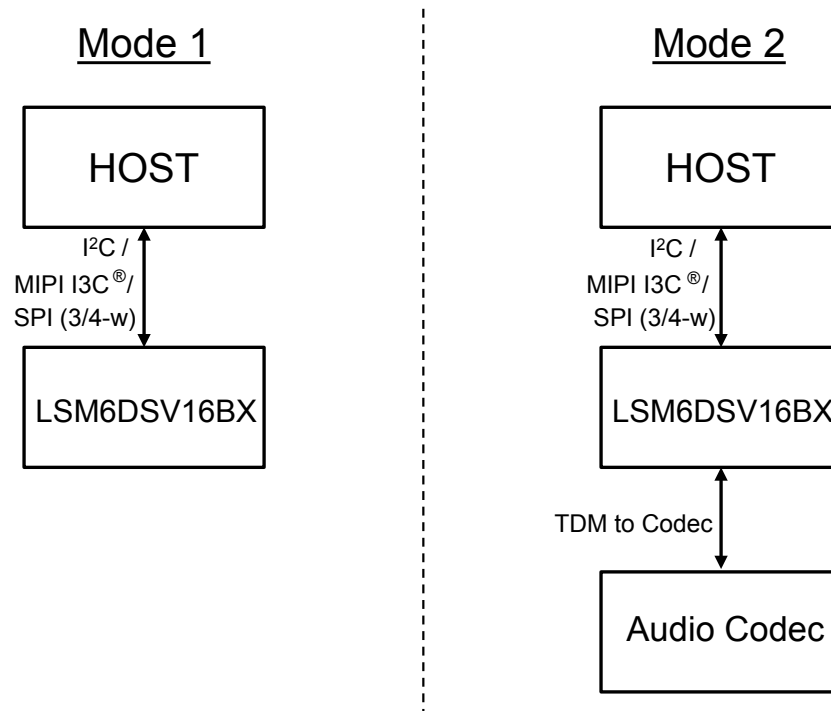 Mode 1
HOST
I²C /
MIPI I3C ®/
SPI (3/4-w)
LSM6DSV16BX
Mode 2
HOST
I²C /
MIPI I3C ®/
SPI (3/4-w)
LSM6DSV16BX
TDM to Codec
Audio Codec